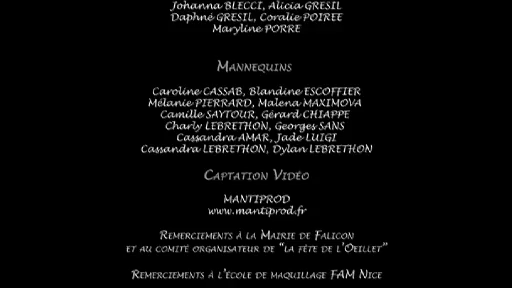 Johanna BLECCI, Alicia GRESIL
Daphné GRESIL, Coralie POIREE
Maryline PORRE
MANNEQUINS
Caroline CASSAB, Blandine ESCOFFIER
Mélanie PIERRARD, Malena MAXIMOVA
Camille SAYTOUR, Gérard CHIAPPE
Charly LEBRETHON, Georges SANS
Cassandra AMAR, Jade LUIGI
Cassandra LEBRETHON, Dylan LEBRETHON
CAPTATION VIDÉO
MANTIPROD
www.mantiprod.fr
REMERCIEMENTS À LA MAIRIE DE FALICON
ET AU COMITÉ ORGANISATEUR DE "LA FÊTE DE L'OEILLET"
REMERCIEMENTS À L'ÉCOLE DE MAQUILLAGE FAM NICE